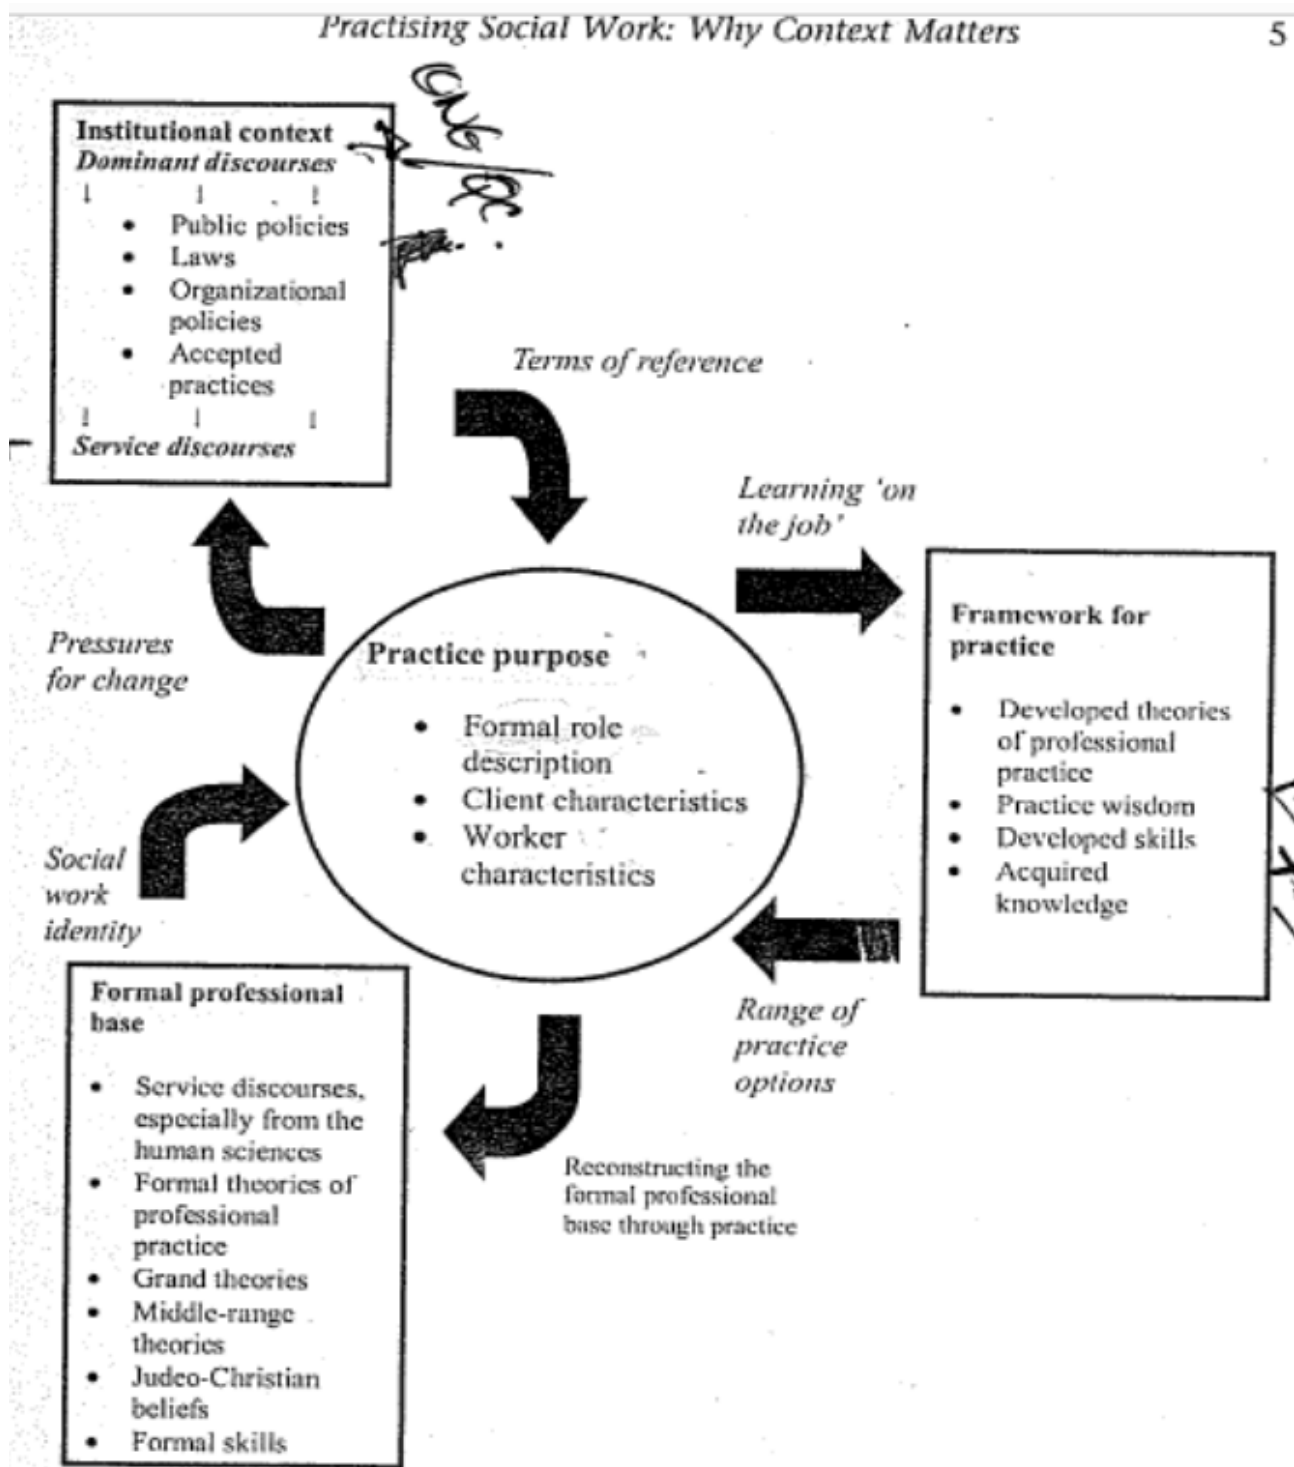 Practising Social Work: Why Context Matters
5
Institutional context
Dominant discourses
• Public policies
• Laws
• Organizational
policies
• Accepted
practices
Service discourses
Terms of reference
Learning ‘on
the job’
Pressures
for change
Practice purpose
• Formal role
description
• Client characteristics
• Worker
characteristics
Framework for
practice
• Developed theories
of professional
practice
• Practice wisdom
• Developed skills
• Acquired
knowledge
Social
work
identity
Range of
practice
options
Formal professional
base
• Service discourses,
especially from the
human sciences
• Formal theories of
professional
practice
• Grand theories
• Middle-range
theories
• Judeo-Christian
beliefs
• Formal skills
Reconstructing the
formal professional
base through practice